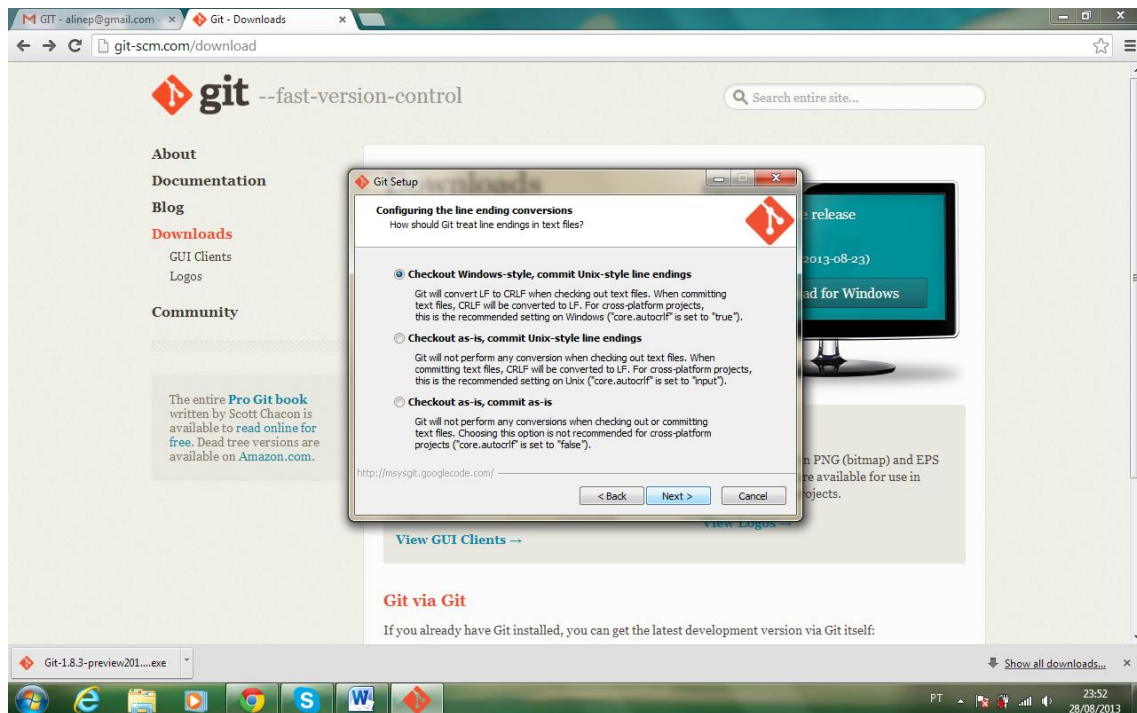 GIT - alinep@gmail.com
Git - Downloads
git-scm.com/download
git --fast-version-control
Search entire site...
About
Documentation
Blog
Downloads
GUI Clients
Logos
Community
The entire Pro Git book
written by Scott Chacon is
available to read online for
free. Dead tree versions are
available on Amazon.com.
Downloads
release
2013-08-23)
ad for Windows
Git Setup
Configuring the line ending conversions
How should Git treat line endings in text files?
Checkout Windows-style, commit Unix-style line endings
Git will convert LF to CRLF when checking out text files. When committing
text files, CRLF will be converted to LF. For cross-platform projects,
this is the recommended setting on Windows ("core.autocrlf" is set to "true").
Checkout as-is, commit Unix-style line endings
Git will not perform any conversion when checking out text files. When
committing text files, CRLF will be converted to LF. For cross-platform projects,
this is the recommended setting on Unix ("core.autocrlf" is set to "input").
Checkout as-is, commit as-is
Git will not perform any conversions when checking out or committing
text files. Choosing this option is not recommended for cross-platform
projects ("core.autocrlf" is set to "false").
http://msysgit.googlecode.com/
< Back
Next >
Cancel
n PNG (bitmap) and EPS
re available for use in
rojects.
View GUI Clients →
View Logos →
Git via Git
If you already have Git installed, you can get the latest development version via Git itself:
Git-1.8.3-preview201....exe
Show all downloads...
PT
23:52
28/08/2013